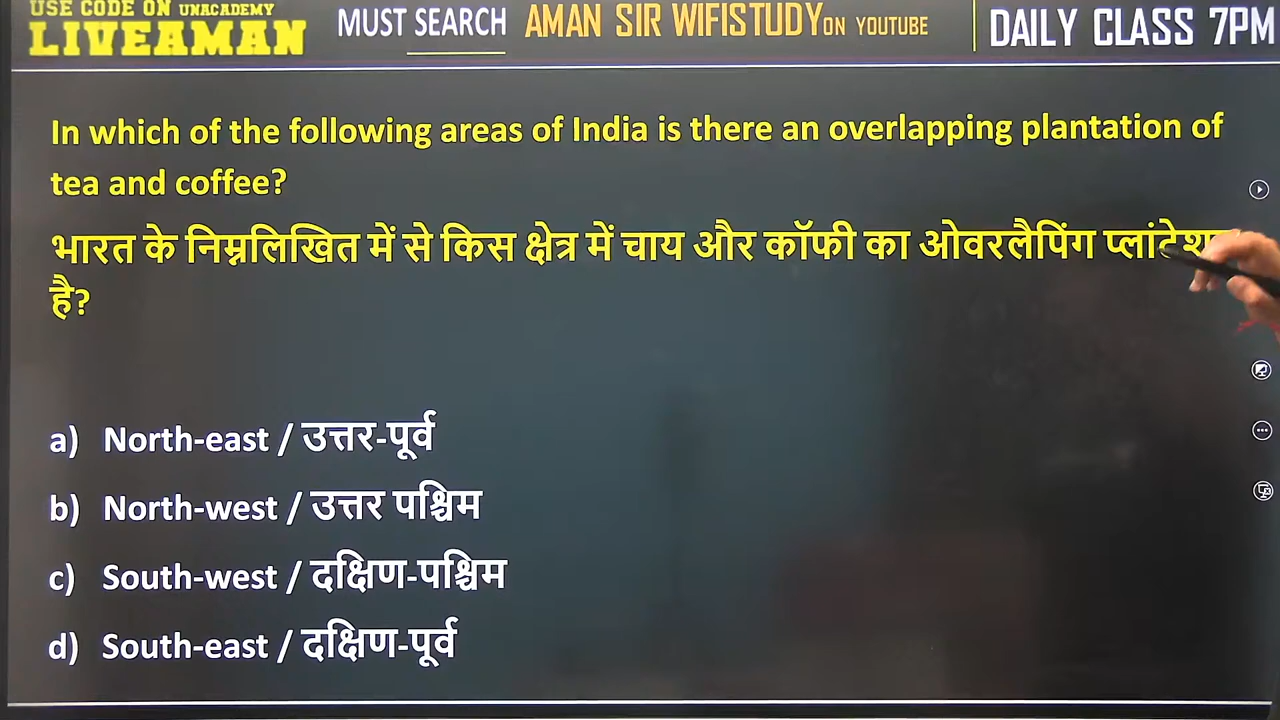 USE CODE ON UNACADEMY
LIVEAMAN
MUST SEARCH AMAN SIR WIFISTUDY ON YOUTUBE
DAILY CLASS 7PM
In which of the following areas of India is there an overlapping plantation of
tea and coffee?
भारत के निम्नलिखित में से किस क्षेत्र में चाय और कॉफी का ओवरलैपिंग
है?
a) North-east / उत्तर-पूर्व
b) North-west / उत्तर पश्चिम
c) South-west / दक्षिण-पश्चिम
d) South-east / दक्षिण-पूर्व